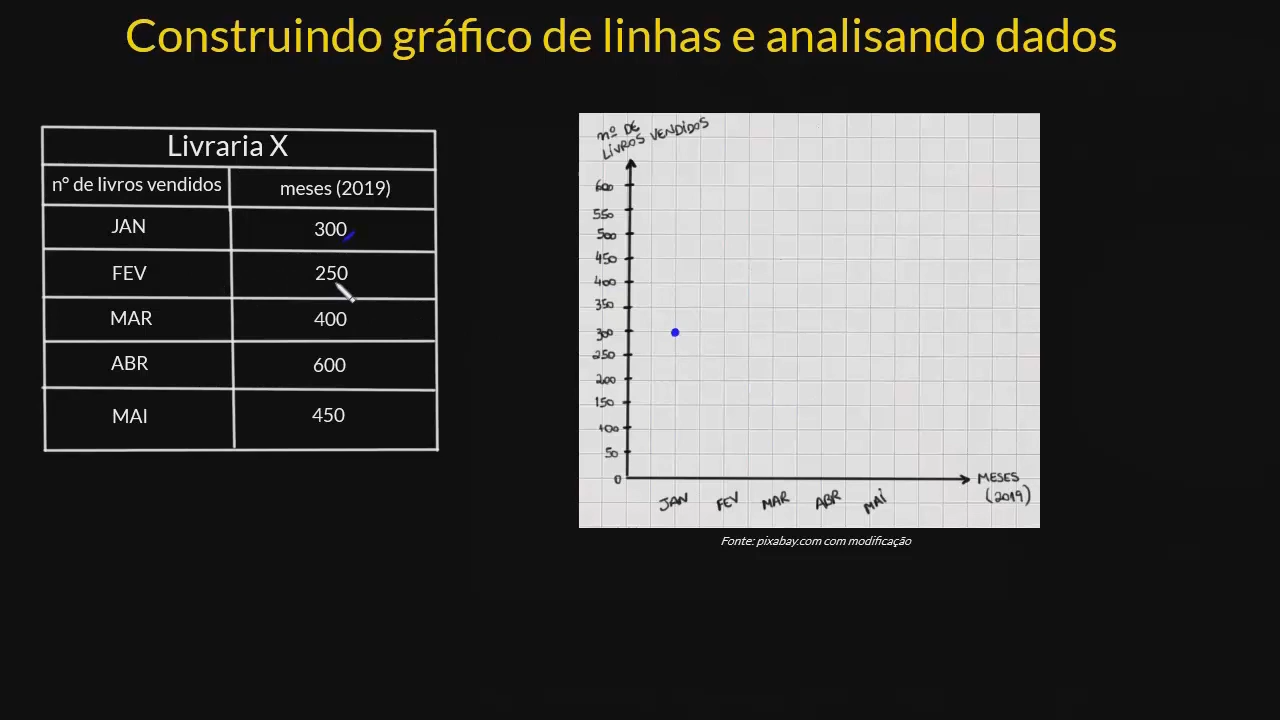 Construindo gráfico de linhas e analisando dados
Livraria X
n° de livros vendidos meses (2019)
JAN 300
FEV 250
MAR 400
ABR 600
MAI 450
Nº DE
LIVROS VENDIDOS
600
550
500
450
400
350
300
250
200
150
100
50
0
JAN FEV MAR ABR MAI
MESES
(2019)
Fonte: pixabay.com com modificação